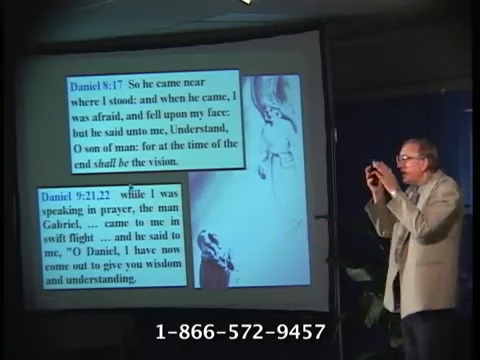 Daniel 8:17 So he came near
where I stood: and when he came, I
was afraid, and fell upon my face:
but he said unto me, Understand,
O son of man: for at the time of the
end shall be the vision.
Daniel 9:21,22 while I was
speaking in prayer, the man
Gabriel, ... came to me in
swift flight ... and he said to
me, "O Daniel, I have now
come out to give you wisdom
and understanding.
1-866-572-9457